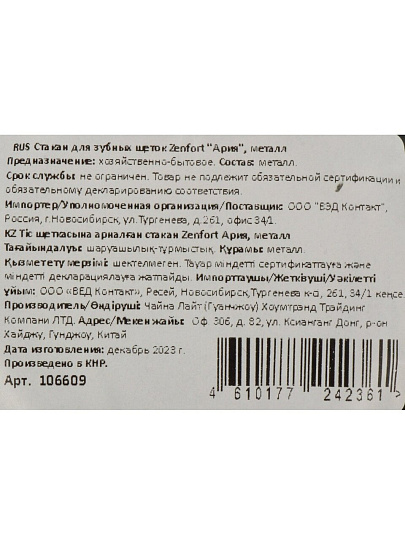 RUS Стакан для зубных щеток Zenfort "Ария", металл
Предназначение: хозяйственно-бытовое. Состав: металл.
Срок службы: не ограничен. Товар не подлежит обязательной сертификации и
обязательному декларированию соответствия.
Импортер/Уполномоченная организация/Поставщик: ООО "ВЭД Контакт",
Россия, г.Новосибирск, ул.Тургенева, д.261, офис 34/1.
KZ Тіс щеткасына арналған стакан Zenfort Ария, металл
Тағайындалуы: шаруашылық-тұрмыстық. Құрамы: металл.
Қызметету мерзімі: шектелмеген. Тауар міндетті сертификаттауға және
міндетті декларациялауға жатпайды. Импорттаушы/Жеткізуші/Уәкілетті
ұйым: ООО «ВЕД Контакт», Ресей, Новосибирск,Тургенева к-сі, 261, 34/1 кеңсе.
Производитель/Өндіруші: Чайна Лайт (Гуанчжоу) Хоумтрэнд Трэйдинг
Компани ЛТД. Адрес/Мекен жайы: Оф. 306, д. 82, ул. Ксианганг Донг, р-он
Хайджу, Гунджоу, Китай
Дата изготовления: декабрь 2023 г.
Произведено в КНР.
Арт. 106609
4 610177 242361 >